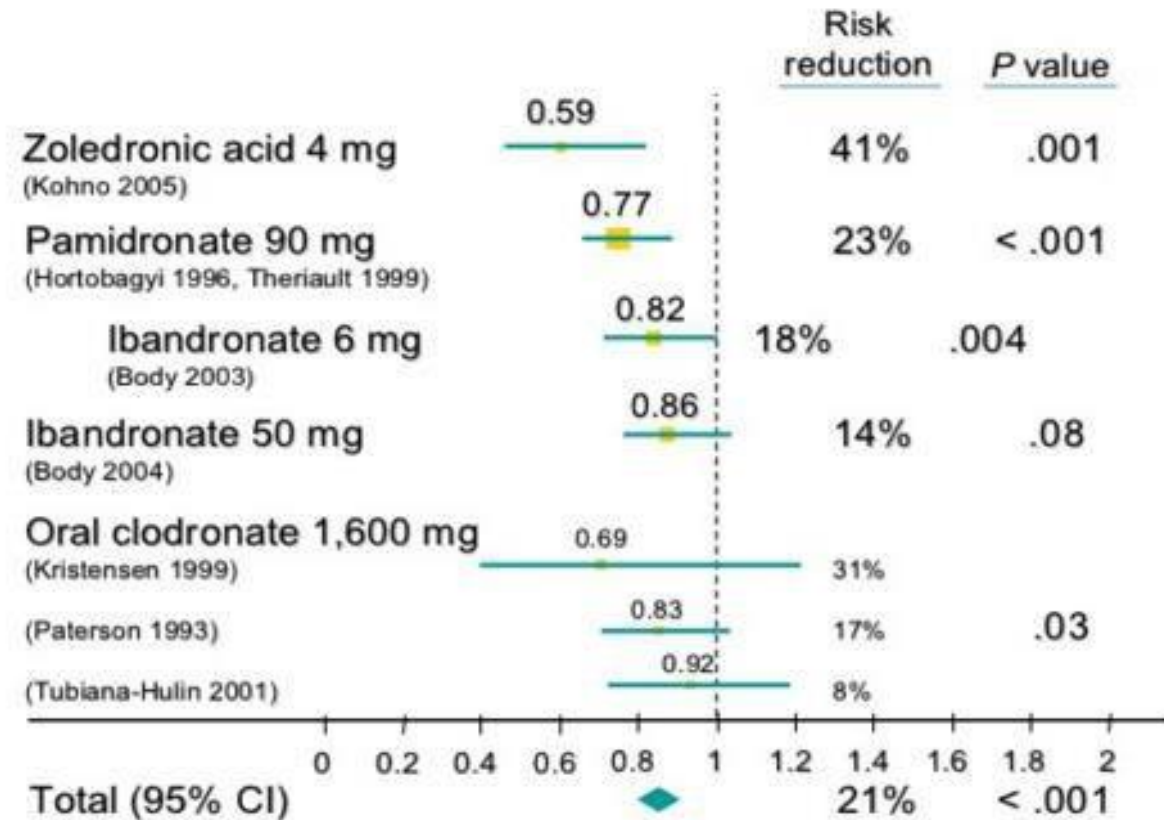 Risk
reduction P value
0.59
Zoledronic acid 4 mg 41% .001
(Kohno 2005)
0.77
Pamidronate 90 mg 23% < .001
(Hortobagyi 1996, Theriault 1999)
0.82
Ibandronate 6 mg 18% .004
(Body 2003)
0.86
Ibandronate 50 mg 14% .08
(Body 2004)
Oral clodronate 1,600 mg
0.69
(Kristensen 1999) 31%
0.83
(Paterson 1993) 17% .03
0.92
(Tubiana-Hulin 2001) 8%
0 0.2 0.4 0.6 0.8 1 1.2 1.4 1.6 1.8 2
Total (95% CI) 21% < .001